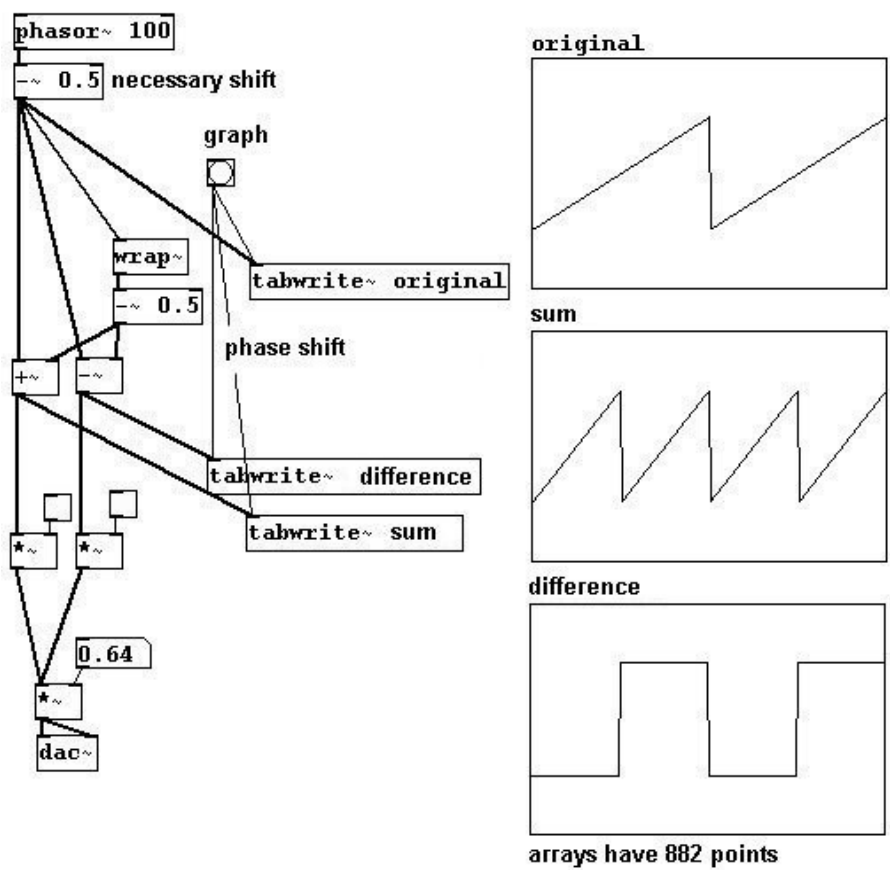 phasor~ 100
-~ 0.5 necessary shift
graph
wrap~
-~ 0.5
tabwrite~ original
phase shift
+~ -~
tabwrite~ difference
tabwrite~ sum
*~ *~
0.64
*~
dac~
original
sum
difference
arrays have 882 points